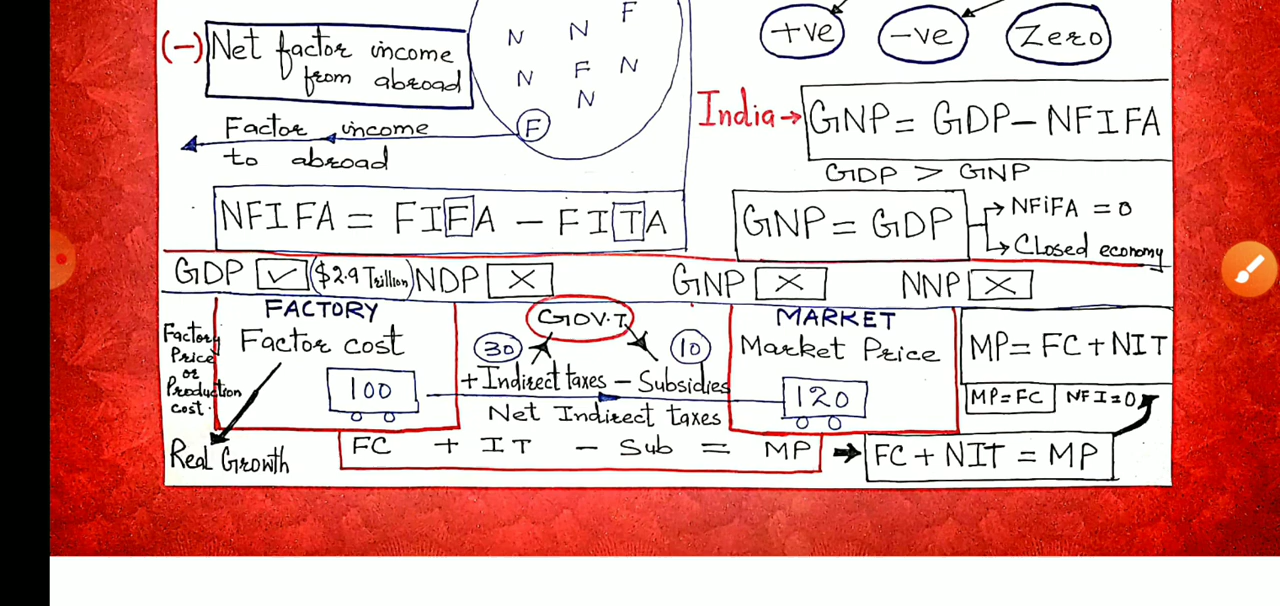 F
N N
(-) Net factor income
from abroad
N F N
N
F
Factor income
to abroad
NFIFA = FIFA - FITA
+ve -ve Zero
India → GNP = GDP - NFIFA
GDP > GNP
GNP = GDP
→ NFiFA = 0
→ Closed economy
GDP ✓ ($2.9 Trillion) NDP × GNP × NNP ×
Factory
Price
or
Production
cost.
FACTORY
Factor cost
100
Real Growth
GOV.T
30 10
+ Indirect taxes - Subsidies
Net Indirect taxes
MARKET
Market Price
120
MP = FC + NIT
MP = FC NFI = 0
FC + IT - Sub = MP → FC + NIT = MP